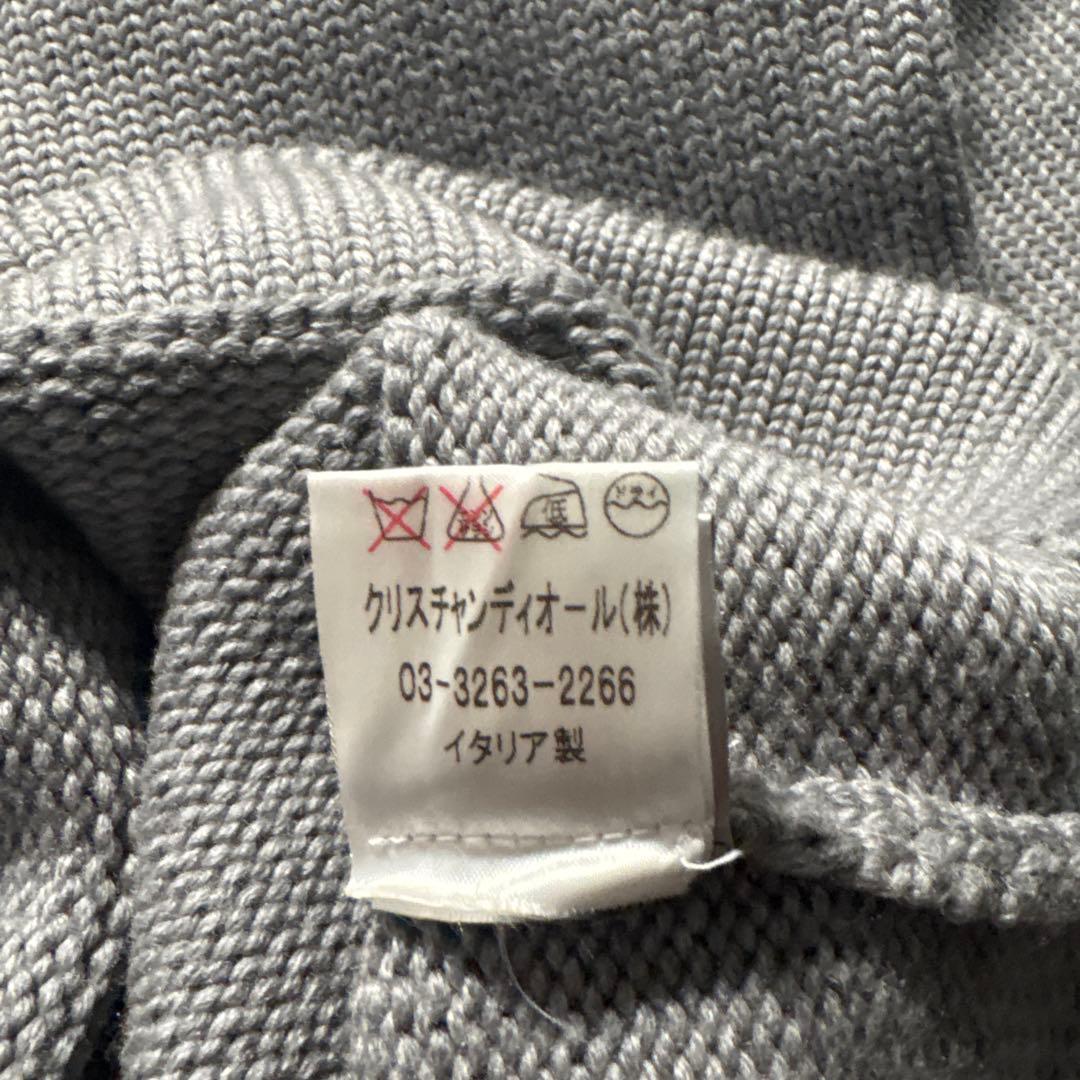 低 ドライ
クリスチャンディオール(株)
03-3263-2266
イタリア製